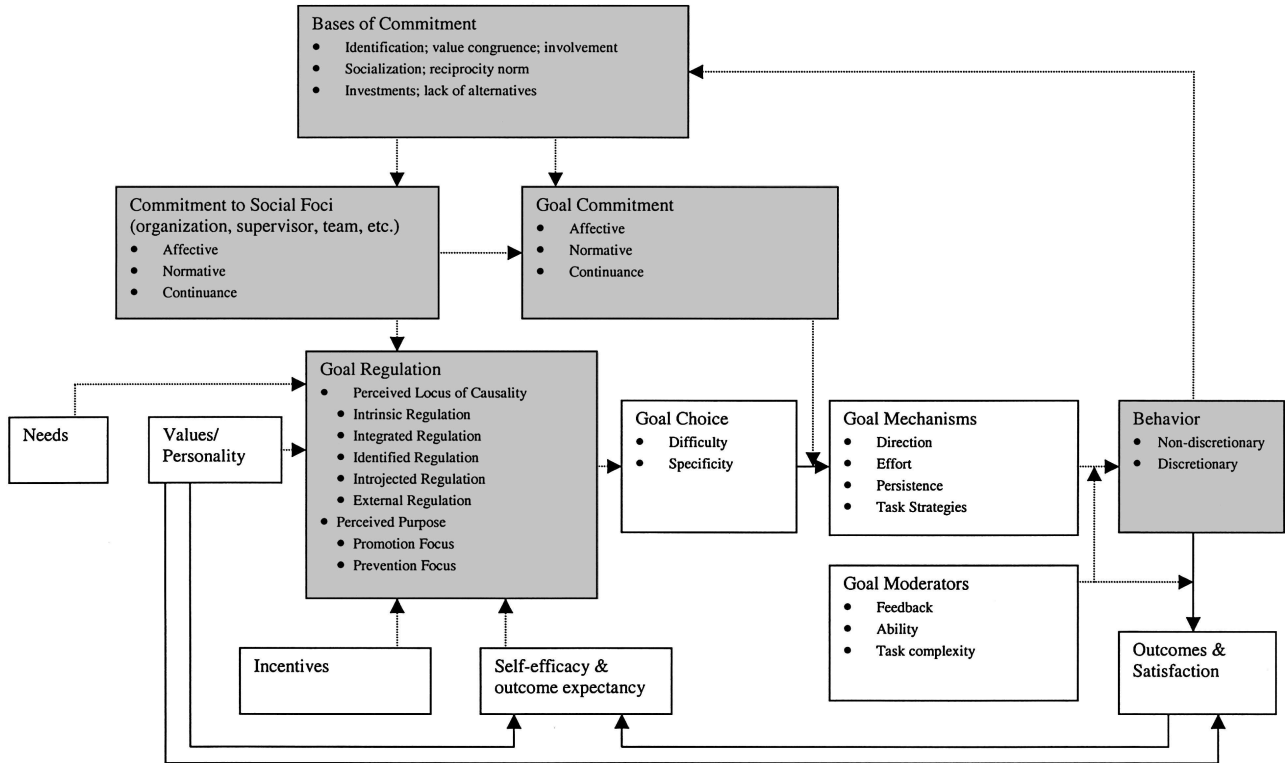 Bases of Commitment
Identification; value congruence; involvement
Socialization; reciprocity norm
Investments; lack of alternatives
Commitment to Social Foci
(organization, supervisor, team, etc.)
Affective
Normative
Continuance
Goal Commitment
Affective
Normative
Continuance
Goal Regulation
Perceived Locus of Causality
Intrinsic Regulation
Integrated Regulation
Identified Regulation
Introjected Regulation
External Regulation
Perceived Purpose
Promotion Focus
Prevention Focus
Needs
Values/
Personality
Goal Choice
Difficulty
Specificity
Goal Mechanisms
Direction
Effort
Persistence
Task Strategies
Behavior
Non-discretionary
Discretionary
Goal Moderators
Feedback
Ability
Task complexity
Incentives
Self-efficacy &
outcome expectancy
Outcomes &
Satisfaction